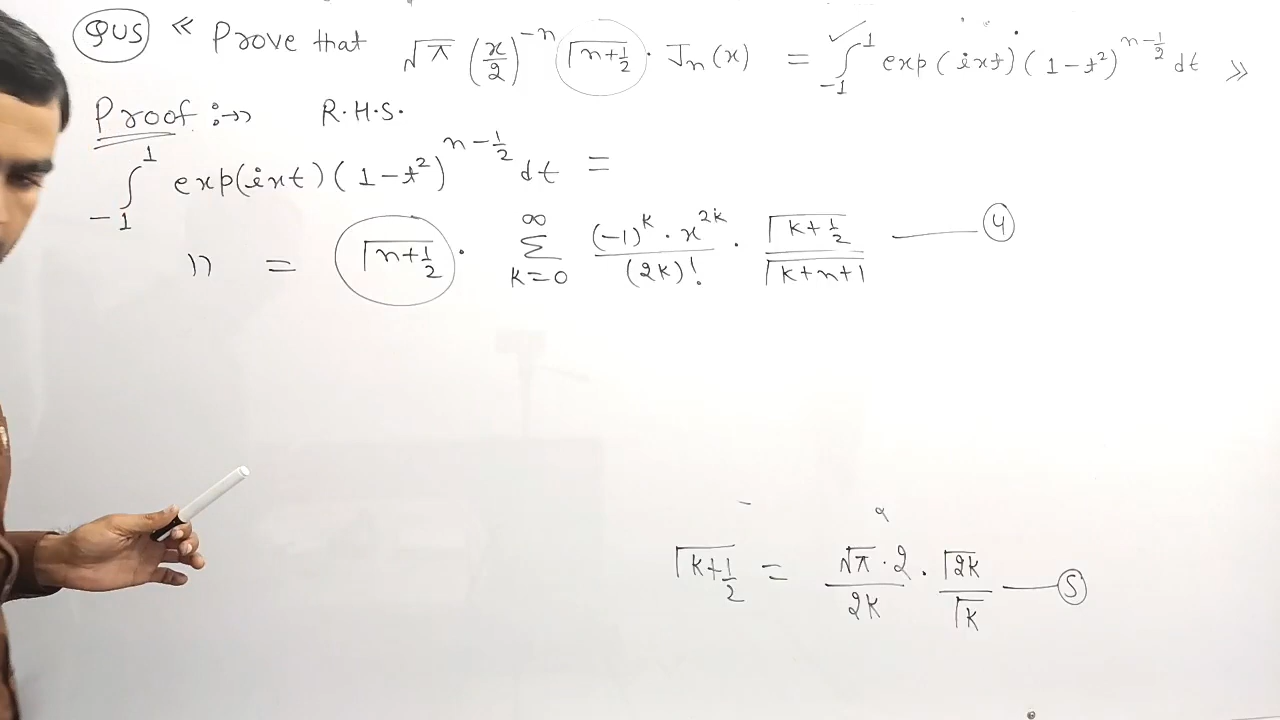 QUS « Prove that √π (x/2)^{-n} Γ(n+1/2) · J_n(x) = ∫_{-1}^{1} exp(ixt) (1-t²)^{n-1/2} dt »
Proof :→ R.H.S.
∫_{-1}^{1} exp(ixt) (1-t²)^{n-1/2} dt =
" = Γ(n+1/2) · Σ_{k=0}^{∞} (-1)^k · x^{2k} / (2k)! · Γ(k+1/2) / Γ(k+n+1) —— 4
Γ(k+1/2) = √π · 2 / 2k · Γ(2k) / Γ(k) —— 5